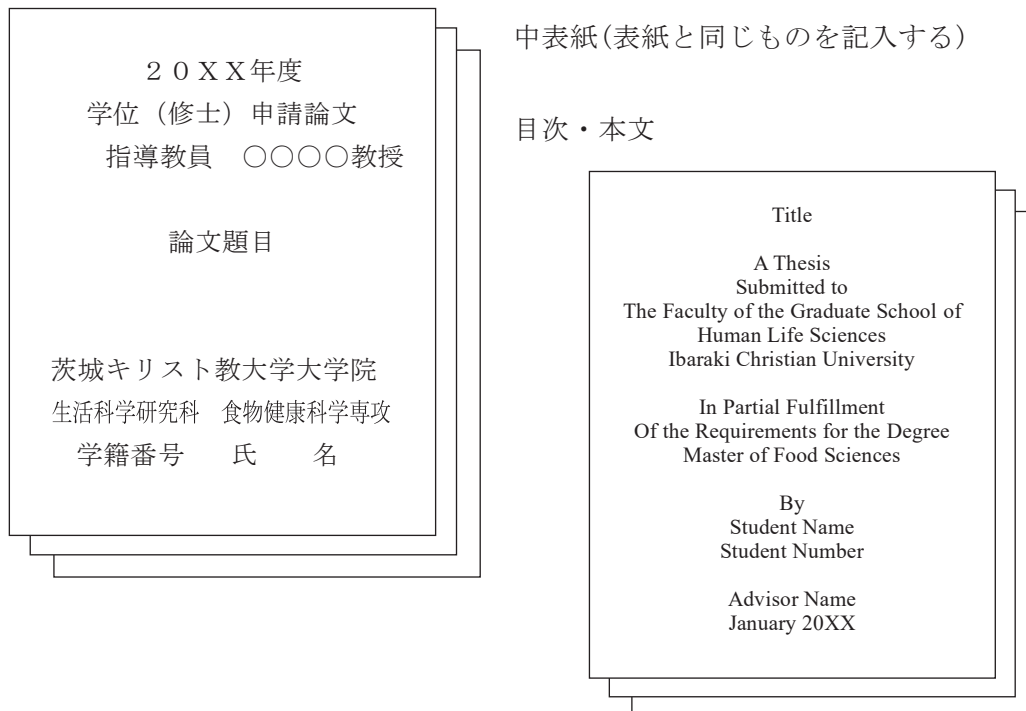 ２０ＸＸ年度
学位（修士）申請論文
指導教員　○○○○教授
論文題目
茨城キリスト教大学大学院
生活科学研究科　食物健康科学専攻
学籍番号　氏　名
中表紙(表紙と同じものを記入する)
目次・本文
Title
A Thesis
Submitted to
The Faculty of the Graduate School of
Human Life Sciences
Ibaraki Christian University
In Partial Fulfillment
Of the Requirements for the Degree
Master of Food Sciences
By
Student Name
Student Number
Advisor Name
January 20XX